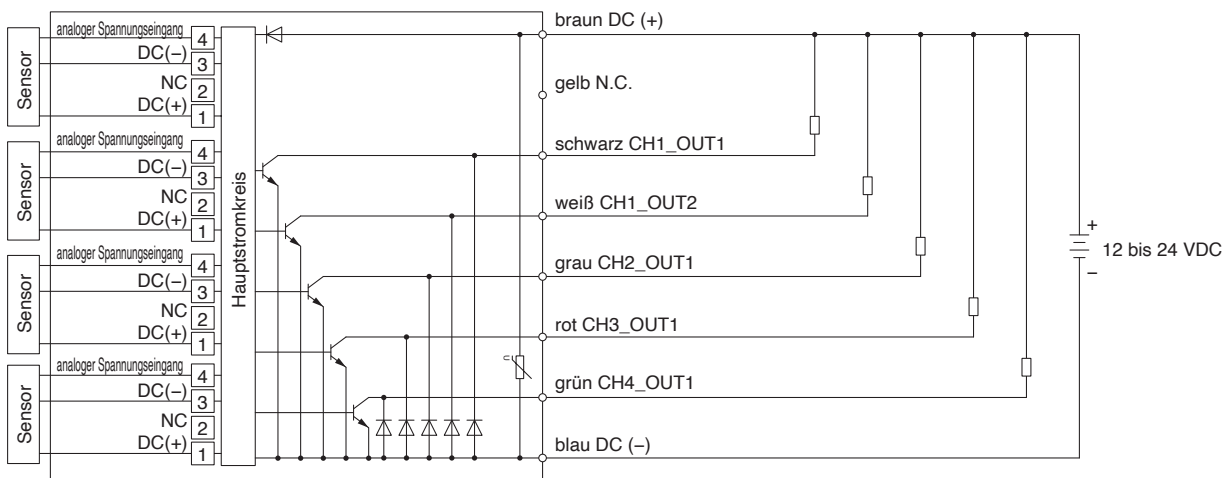 Sensor
analoger Spannungseingang
4
DC(−)
3
NC
2
DC(+)
1
Sensor
analoger Spannungseingang
4
DC(−)
3
NC
2
DC(+)
1
Sensor
analoger Spannungseingang
4
DC(−)
3
NC
2
DC(+)
1
Sensor
analoger Spannungseingang
4
DC(−)
3
NC
2
DC(+)
1
Hauptstromkreis
braun DC (+)
gelb N.C.
schwarz CH1_OUT1
weiß CH1_OUT2
grau CH2_OUT1
rot CH3_OUT1
grün CH4_OUT1
blau DC (−)
+
12 bis 24 VDC
−